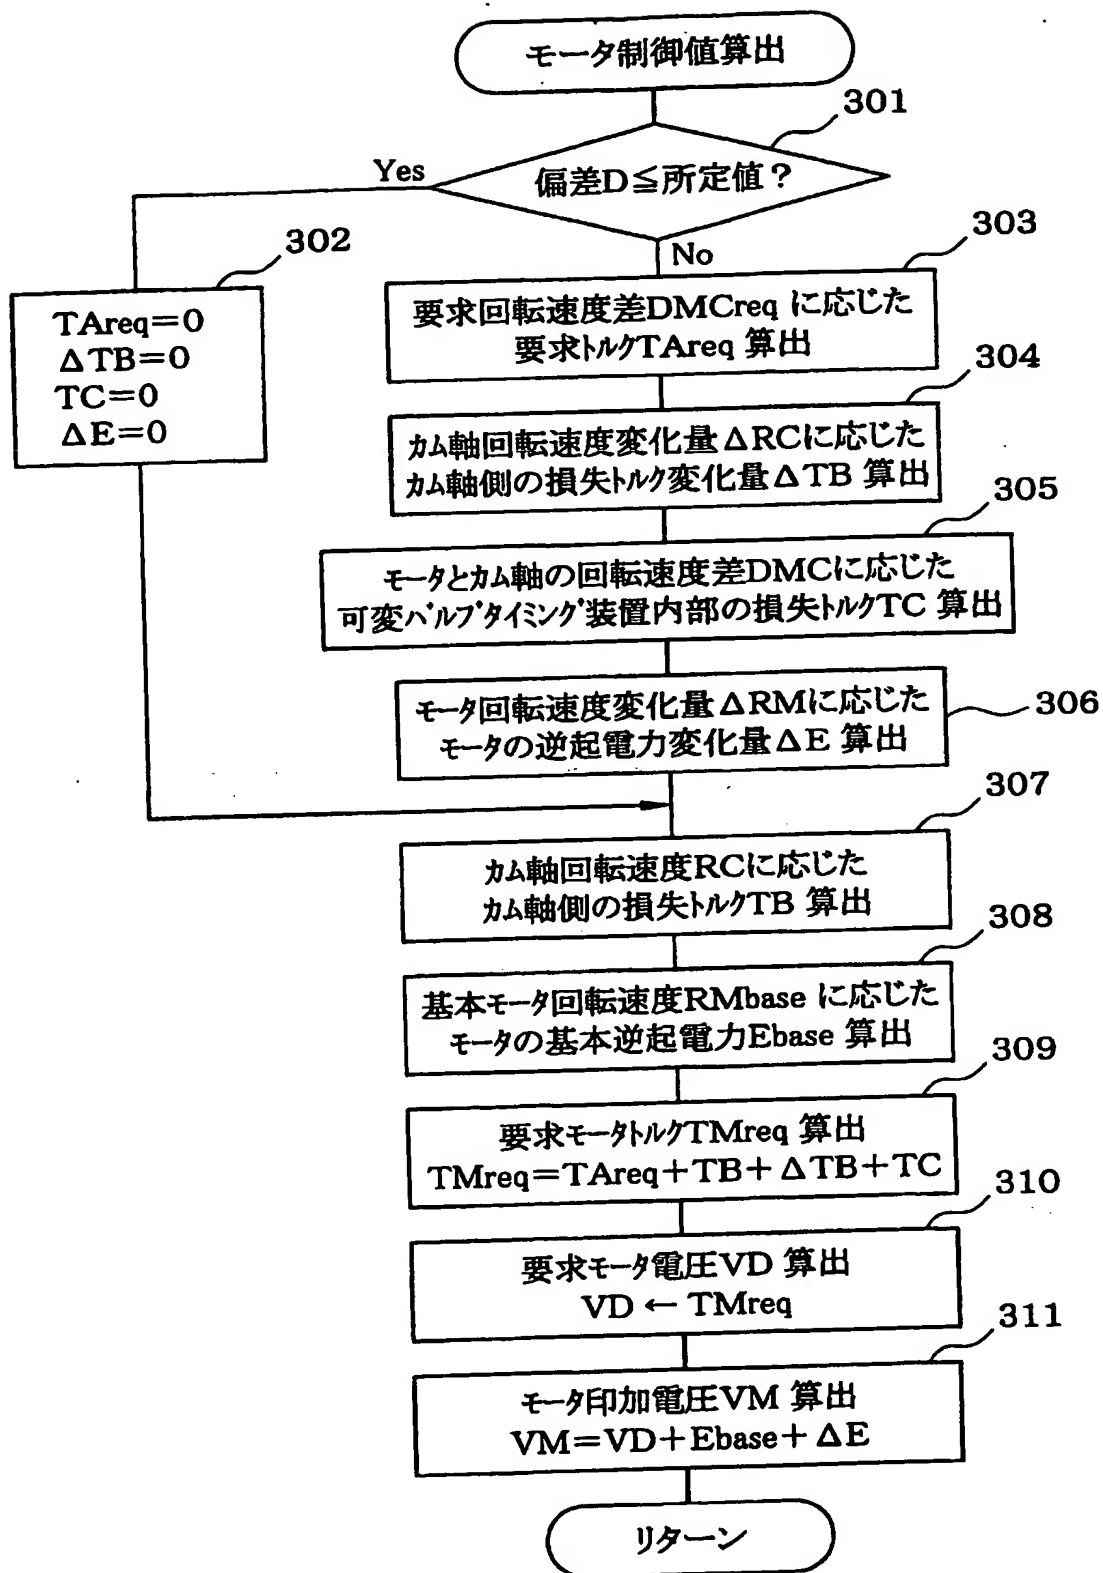 モータ制御値算出
301
偏差D≦所定値？
Yes
No
302
TAreq=0
ΔTB=0
TC=0
ΔE=0
303
要求回転速度差DMCreq に応じた
要求トルクTAreq 算出
304
カム軸回転速度変化量ΔRCに応じた
カム軸側の損失トルク変化量ΔTB 算出
305
モータとカム軸の回転速度差DMCに応じた
可変バルブタイミング装置内部の損失トルクTC 算出
306
モータ回転速度変化量ΔRMに応じた
モータの逆起電力変化量ΔE 算出
307
カム軸回転速度RCに応じた
カム軸側の損失トルクTB 算出
308
基本モータ回転速度RMbase に応じた
モータの基本逆起電力Ebase 算出
309
要求モータトルクTMreq 算出
TMreq=TAreq+TB+ΔTB+TC
310
要求モータ電圧VD 算出
VD ← TMreq
311
モータ印加電圧VM 算出
VM=VD+Ebase+ΔE
リターン